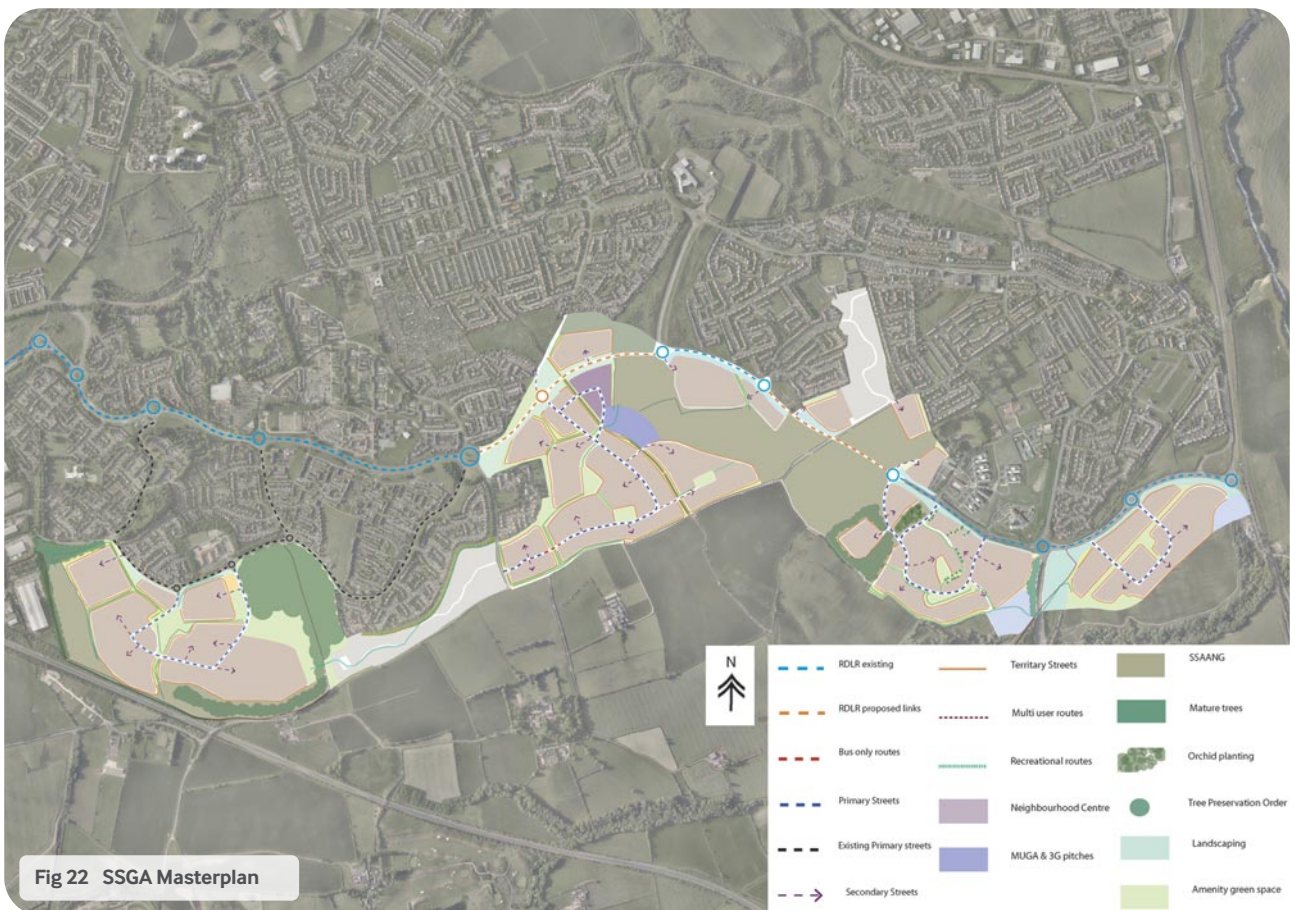 N
RDLR existing
RDLR proposed links
Bus only routes
Primary Streets
Existing Primary streets
Secondary Streets
Territary Streets
Multi user routes
Recreational routes
Neighbourhood Centre
MUGA & 3G pitches
SSAANG
Mature trees
Orchid planting
Tree Preservation Order
Landscaping
Amenity green space
Fig 22 SSGA Masterplan